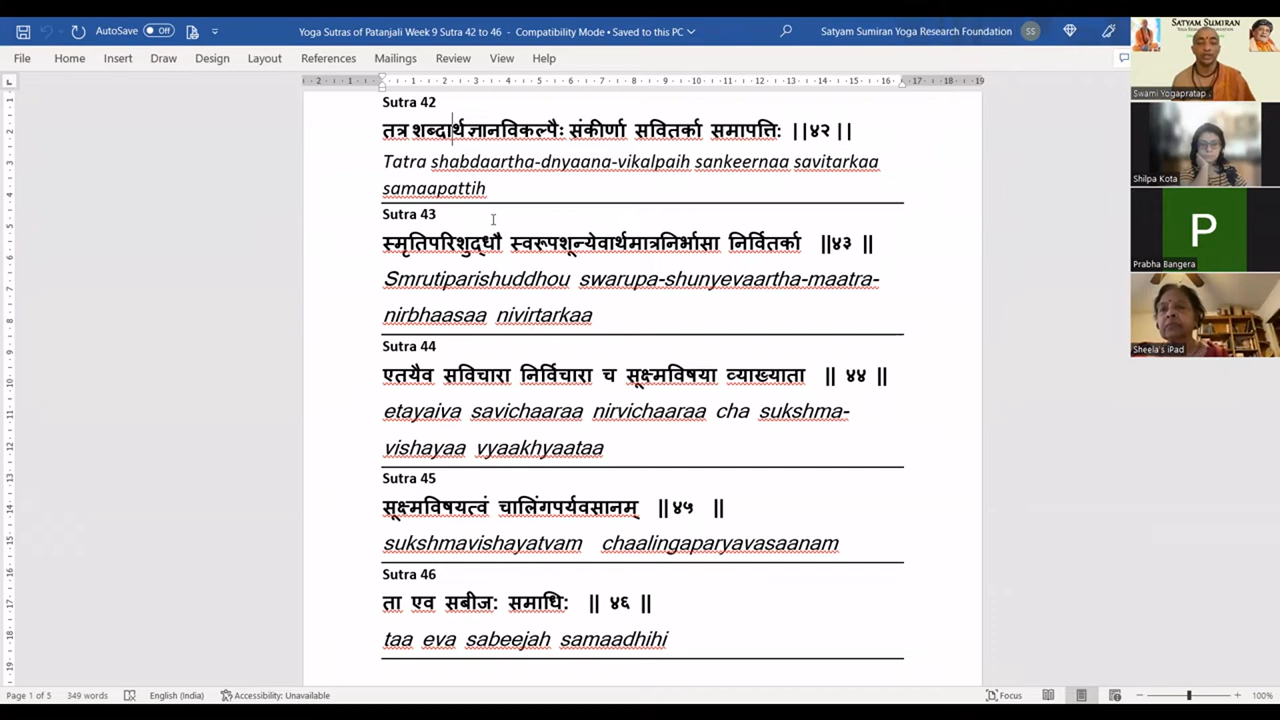 AutoSave Off
Yoga Sutras of Patanjali Week 9 Sutra 42 to 46 - Compatibility Mode • Saved to this PC
Satyam Sumiran Yoga Research Foundation SS
File Home Insert Draw Design Layout References Mailings Review View Help
SATYAM SUMIRAN
Swami Yogapratap .
Shilpa Kota
P
Prabha Bangera
Sheela's iPad
Sutra 42
तत्र शब्दार्थ ज्ञानविकल्पैः संकीर्णा सवितर्का समापत्तिः ||४२ ||
Tatra shabdaartha-dnyaana-vikalpaih sankeernaa savitarkaa
samaapattih
Sutra 43
स्मृतिपरिशुद्धौ स्वरूपशून्येवार्थमात्रनिर्भासा निर्वितर्का ||४३ ||
Smrutiparishuddhou swarupa-shunyevaartha-maatra-
nirbhaasaa nivirtarkaa
Sutra 44
एतयैव सविचारा निर्विचारा च सूक्ष्मविषया व्याख्याता || ४४ ||
etayaiva savichaaraa nirvichaaraa cha sukshma-
vishayaa vyaakhyaataa
Sutra 45
सूक्ष्मविषयत्वं चालिंगपर्यवसानम् ||४५ ||
sukshmavishayatvam chaalingaparyavasaanam
Sutra 46
ता एव सबीज: समाधि: || ४६ ||
taa eva sabeejah samaadhihi
Page 1 of 5 349 words English (India) Accessibility: Unavailable Focus 100%